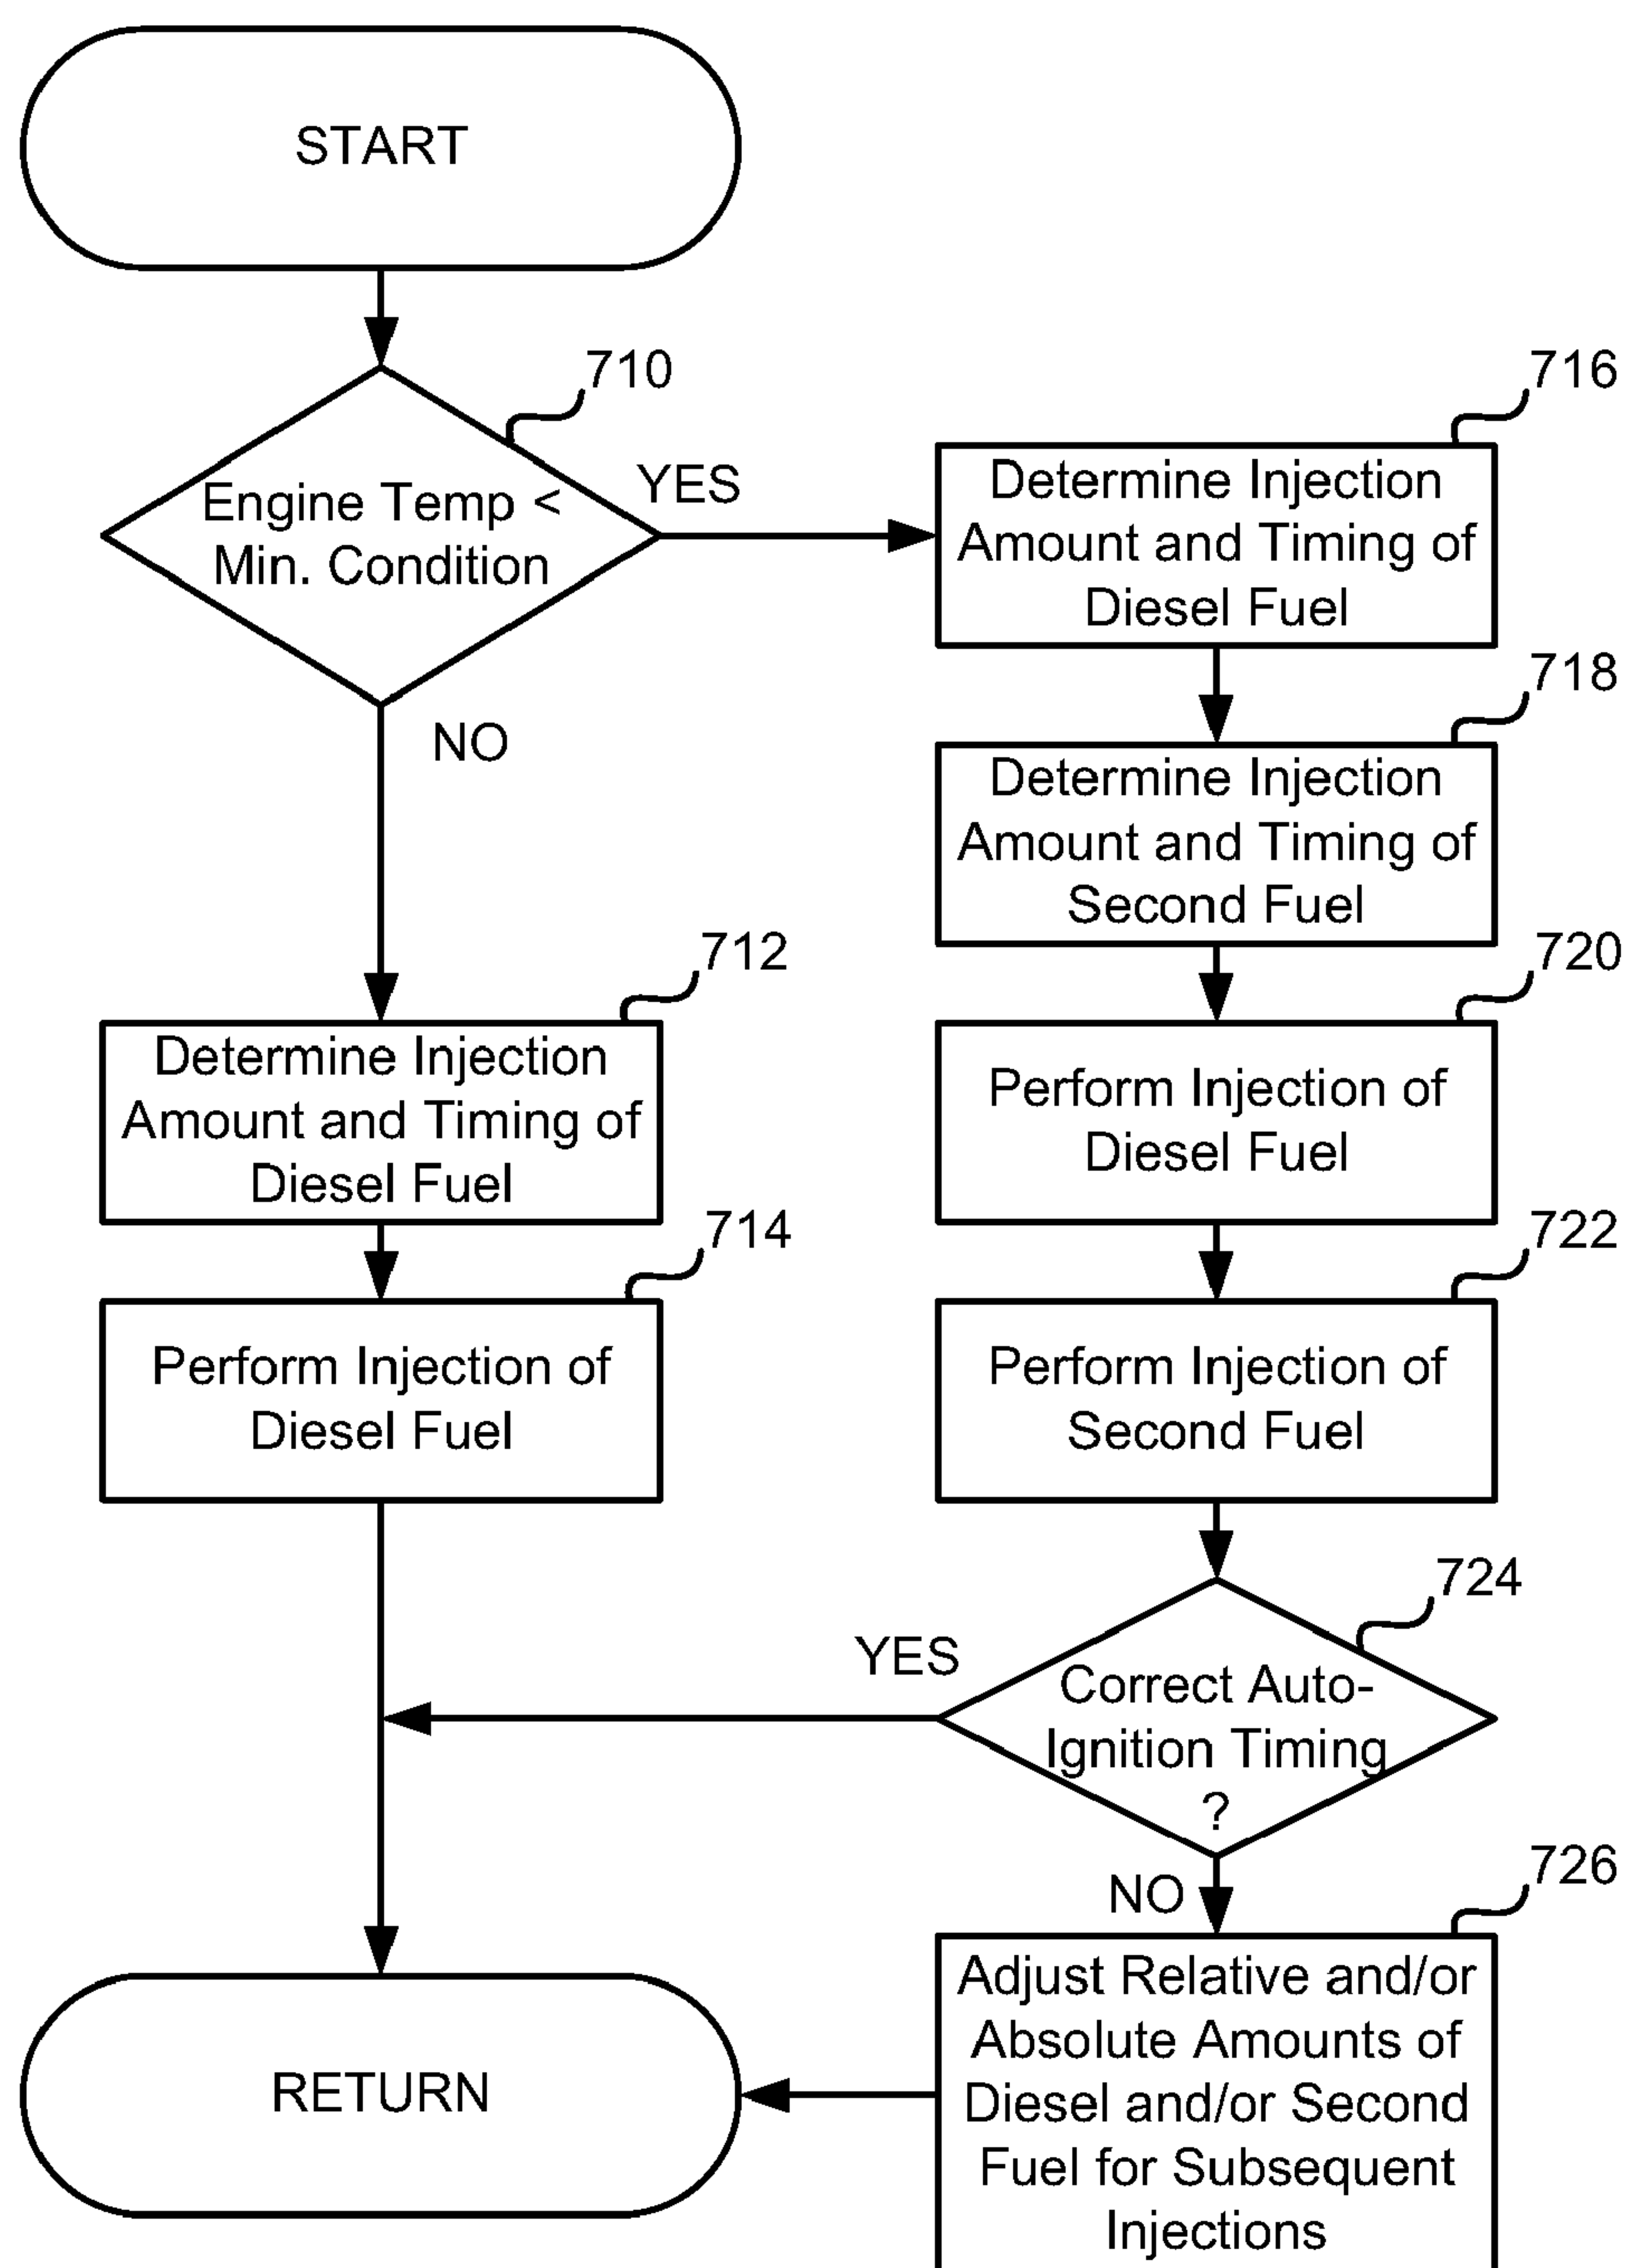 START
710
Engine Temp <
Min. Condition
YES
NO
716
Determine Injection
Amount and Timing of
Diesel Fuel
718
Determine Injection
Amount and Timing of
Second Fuel
712
Determine Injection
Amount and Timing of
Diesel Fuel
714
Perform Injection of
Diesel Fuel
720
Perform Injection of
Diesel Fuel
722
Perform Injection of
Second Fuel
724
Correct Auto-
Ignition Timing
?
YES
NO
726
Adjust Relative and/or
Absolute Amounts of
Diesel and/or Second
Fuel for Subsequent
Injections
RETURN